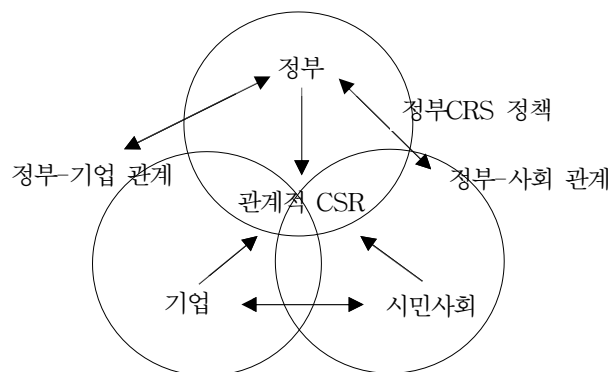 정부
정부CRS 정책
정부-기업 관계
정부-사회 관계
관계적 CSR
기업
시민사회